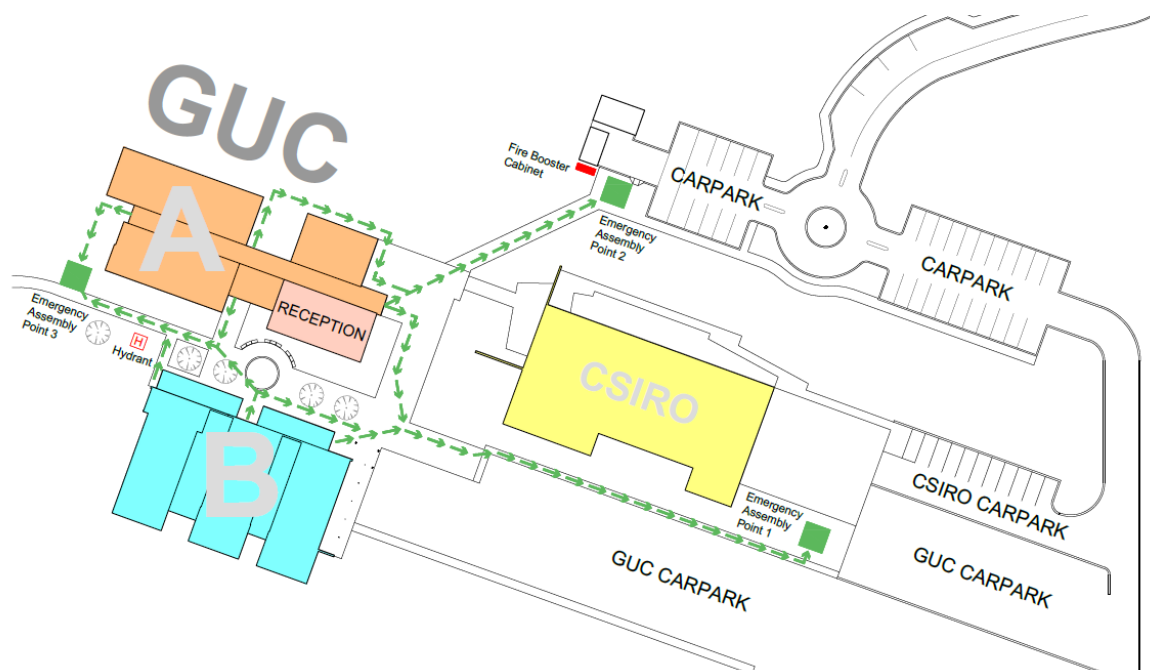 GUC
A
Fire Booster
Cabinet
CARPARK
Emergency
Assembly
Point 2
CARPARK
Emergency
Assembly
Point 3
H
Hydrant
RECEPTION
CSIRO
B
Emergency
Assembly
Point 1
CSIRO CARPARK
GUC CARPARK
GUC CARPARK